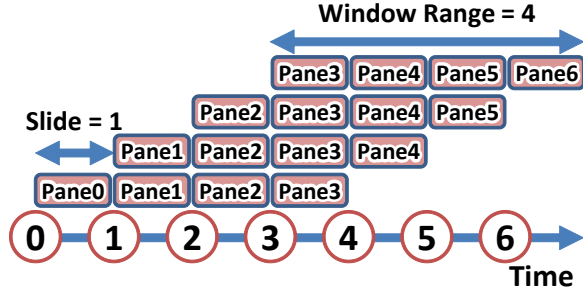 Window Range = 4
Pane3 Pane4 Pane5 Pane6
Pane2 Pane3 Pane4 Pane5
Slide = 1
Pane1 Pane2 Pane3 Pane4
Pane0 Pane1 Pane2 Pane3
0 1 2 3 4 5 6
Time